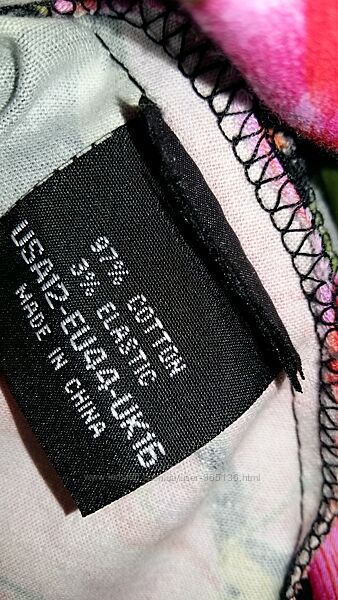 97% COTTON
3% ELASTIC
USA12-EU44-UK16
MADE IN CHINA